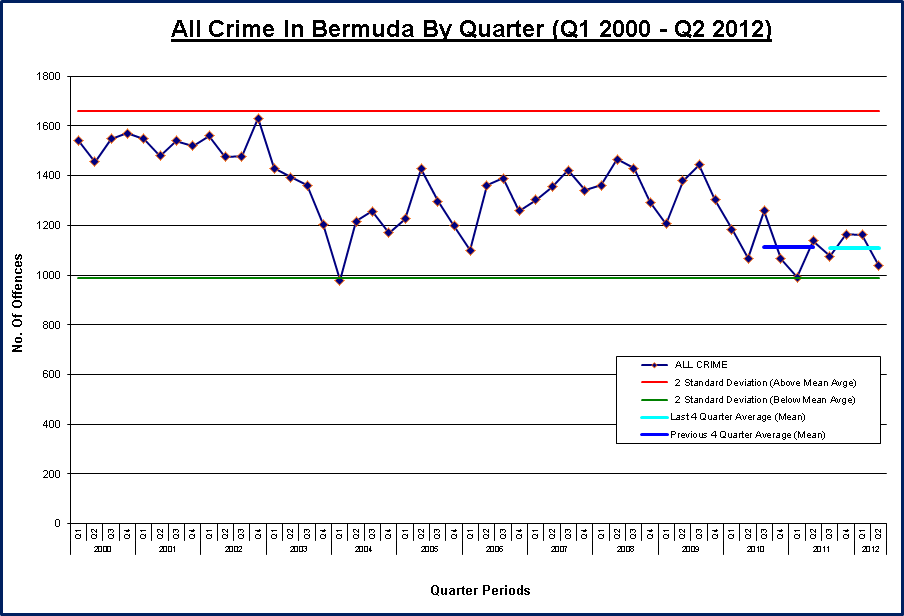 All Crime In Bermuda By Quarter (Q1 2000 - Q2 2012)
No. Of Offences
1800
1600
1400
1200
1000
800
600
400
200
0
ALL CRIME
2 Standard Deviation (Above Mean Avge)
2 Standard Deviation (Below Mean Avge)
Last 4 Quarter Average (Mean)
Previous 4 Quarter Average (Mean)
Q1 Q2 Q3 Q4 Q1 Q2 Q3 Q4 Q1 Q2 Q3 Q4 Q1 Q2 Q3 Q4 Q1 Q2 Q3 Q4 Q1 Q2 Q3 Q4 Q1 Q2 Q3 Q4 Q1 Q2 Q3 Q4 Q1 Q2 Q3 Q4 Q1 Q2 Q3 Q4 Q1 Q2 Q3 Q4 Q1 Q2 Q3 Q4 Q1 Q2
2000 2001 2002 2003 2004 2005 2006 2007 2008 2009 2010 2011 2012
Quarter Periods